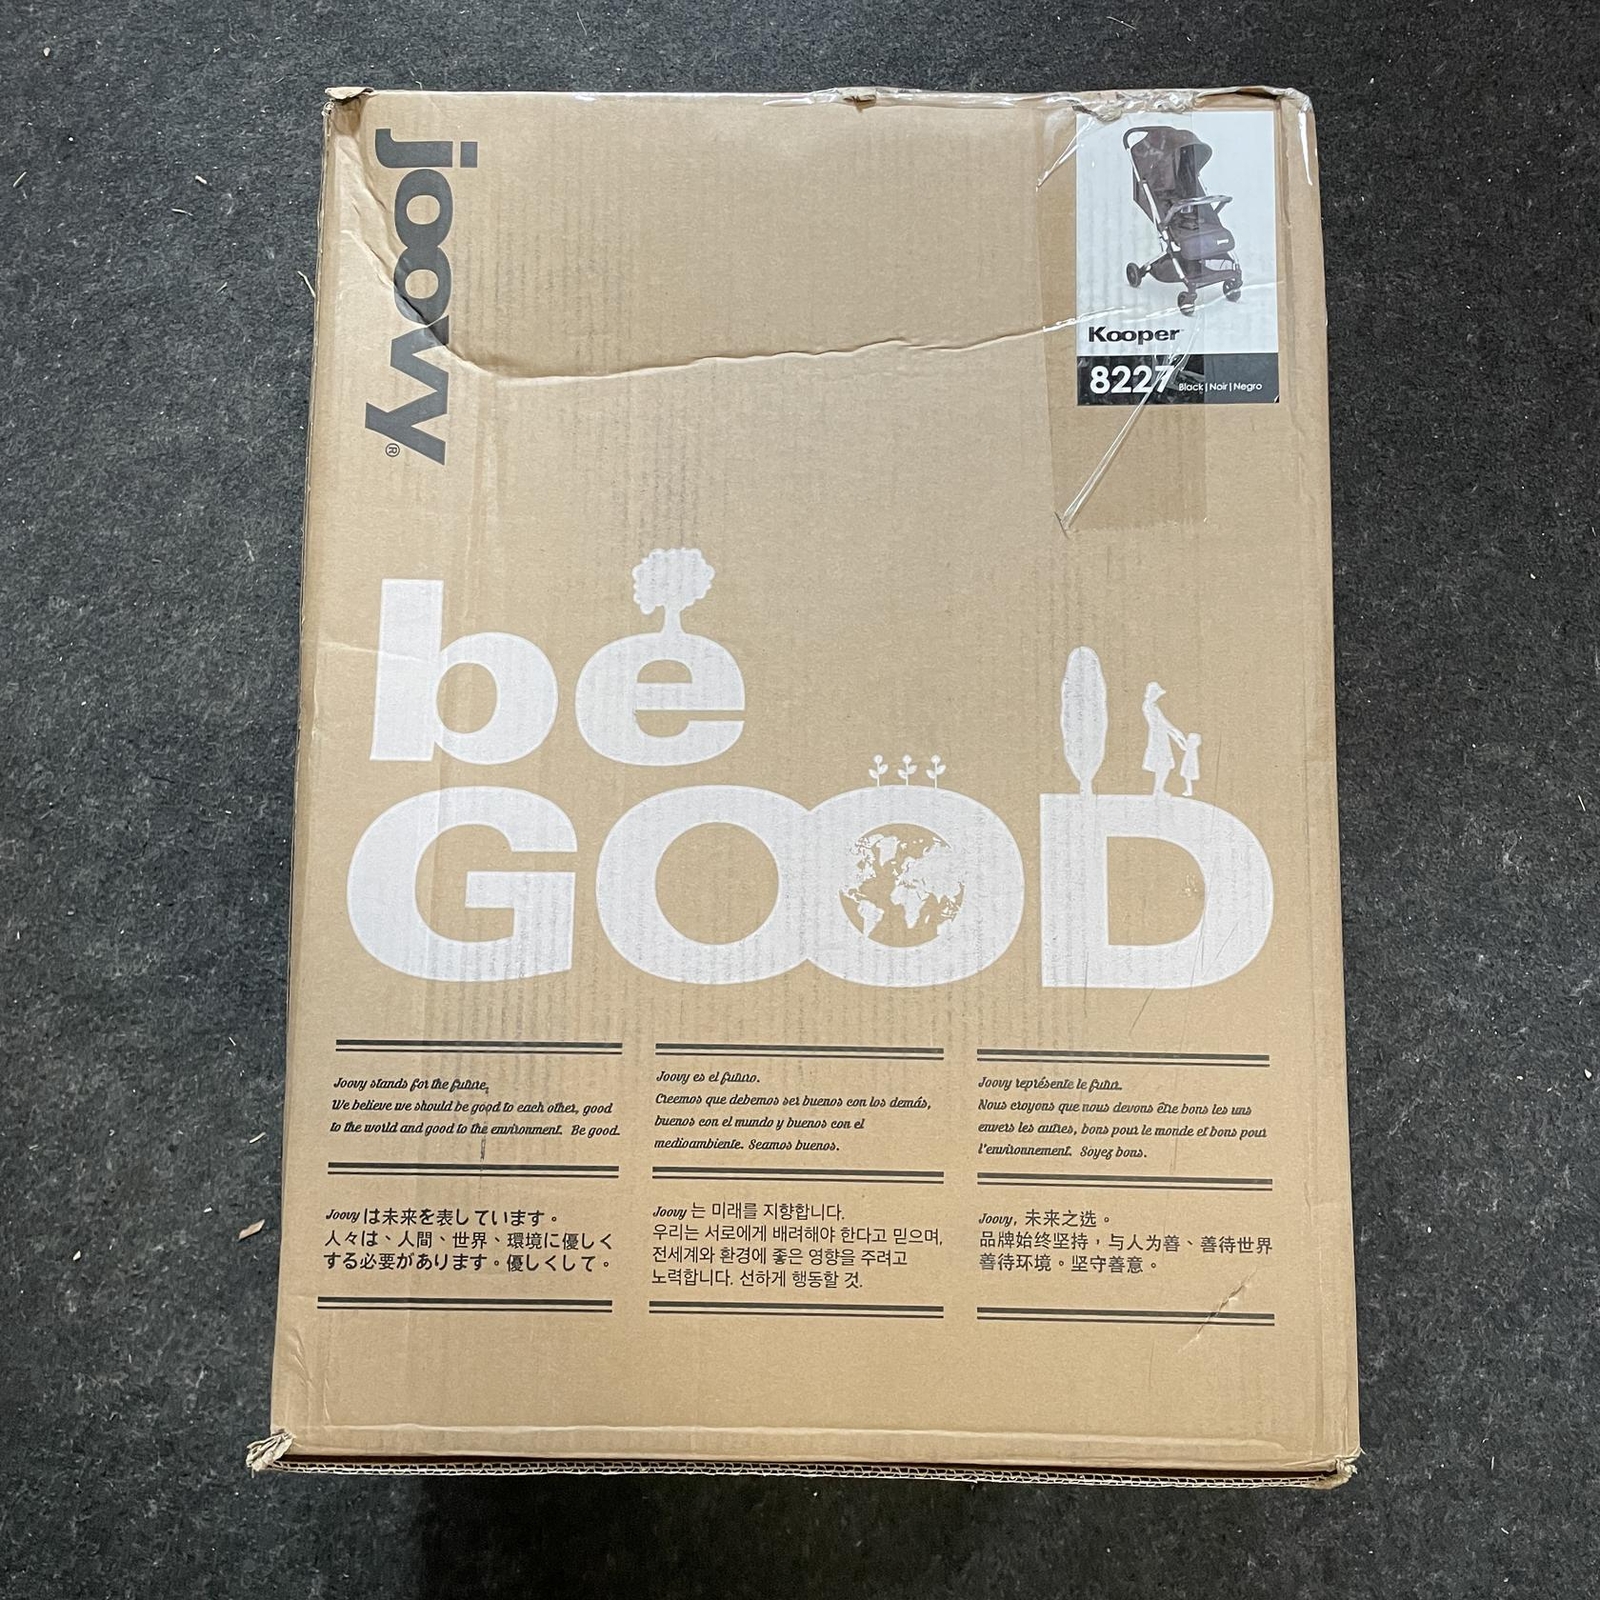 joovy®
Kooper™
8227 Black | Noir | Negro
be
GOOD
Joovy stands for the future.
We believe we should be good to each other, good
to the world and good to the environment. Be good.
Joovy es el futuro.
Creemos que debemos ser buenos con los demás,
buenos con el mundo y buenos con el
medioambiente. Seamos buenos.
Joovy représente le futur.
Nous croyons que nous devons être bons les uns
envers les autres, bons pour le monde et bons pour
l'environnement. Soyez bons.
Joovy は未来を表しています。
人々は、人間、世界、環境に優しく
する必要があります。優しくして。
Joovy 는 미래를 지향합니다.
우리는 서로에게 배려해야 한다고 믿으며,
전세계와 환경에 좋은 영향을 주려고
노력합니다. 선하게 행동할 것.
Joovy, 未来之选。
品牌始终坚持，与人为善、善待世界
善待环境。坚守善意。